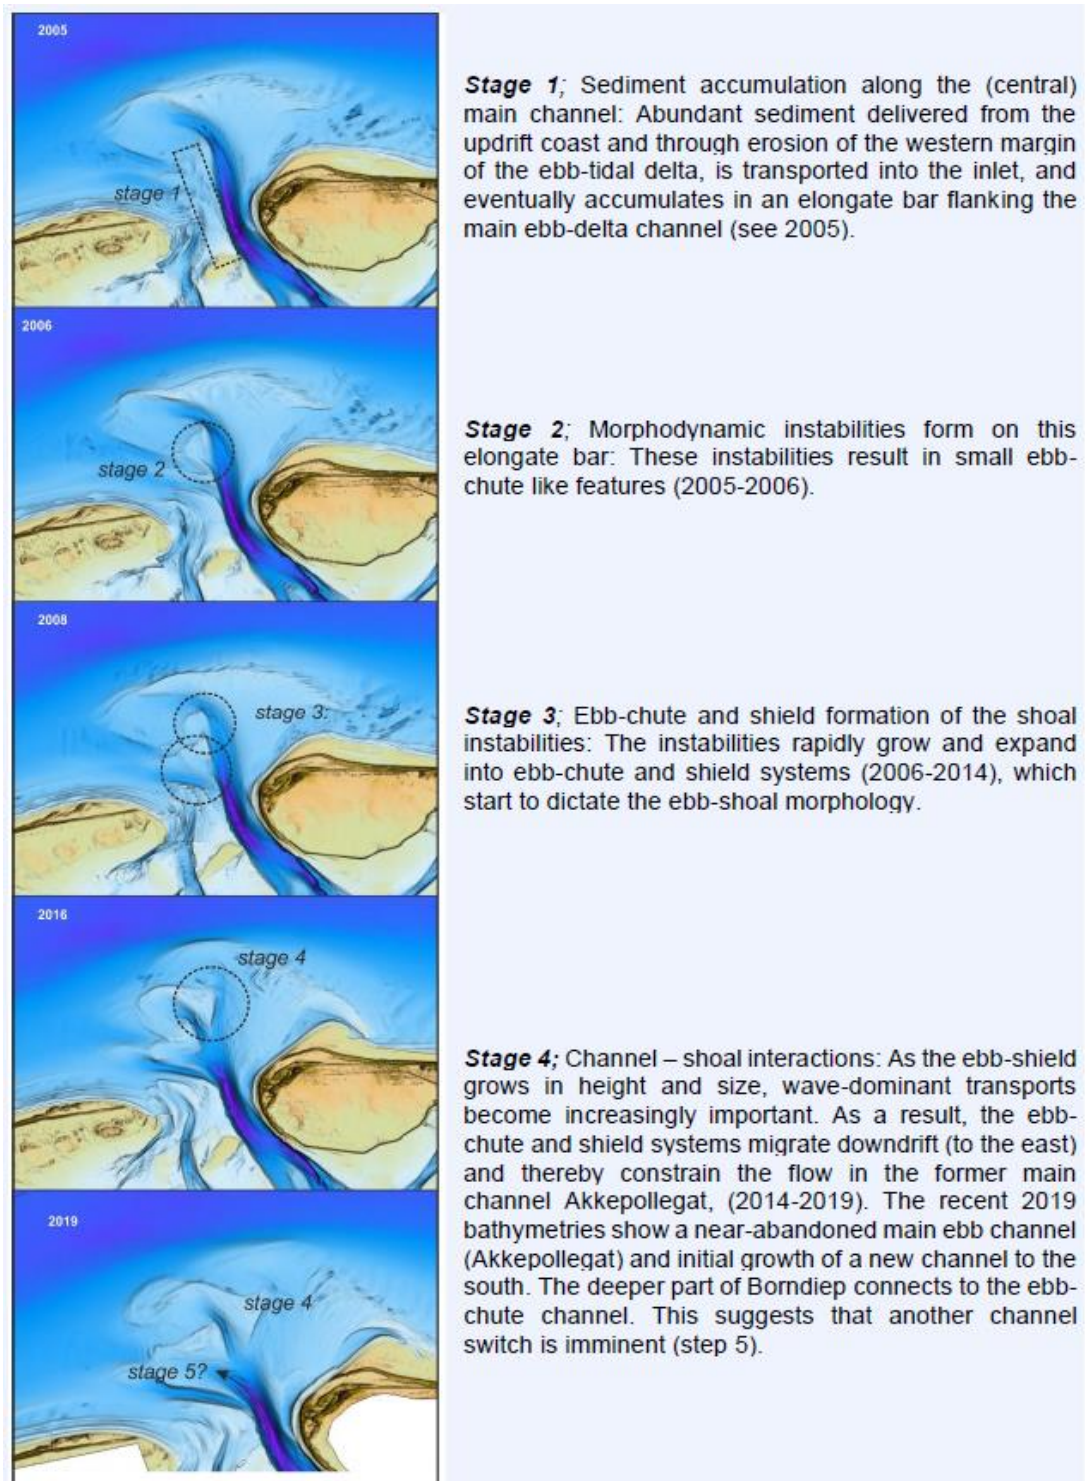 2005
stage 1
Stage 1; Sediment accumulation along the (central)
main channel: Abundant sediment delivered from the
updrift coast and through erosion of the western margin
of the ebb-tidal delta, is transported into the inlet, and
eventually accumulates in an elongate bar flanking the
main ebb-delta channel (see 2005).
2006
stage 2
Stage 2; Morphodynamic instabilities form on this
elongate bar: These instabilities result in small ebb-
chute like features (2005-2006).
2008
stage 3:
Stage 3; Ebb-chute and shield formation of the shoal
instabilities: The instabilities rapidly grow and expand
into ebb-chute and shield systems (2006-2014), which
start to dictate the ebb-shoal morphology.
2016
stage 4
Stage 4; Channel – shoal interactions: As the ebb-shield
grows in height and size, wave-dominant transports
become increasingly important. As a result, the ebb-
chute and shield systems migrate downdrift (to the east)
and thereby constrain the flow in the former main
channel Akkepollegat, (2014-2019). The recent 2019
bathymetries show a near-abandoned main ebb channel
(Akkepollegat) and initial growth of a new channel to the
south. The deeper part of Borndiep connects to the ebb-
chute channel. This suggests that another channel
switch is imminent (step 5).
2019
stage 4
stage 5?